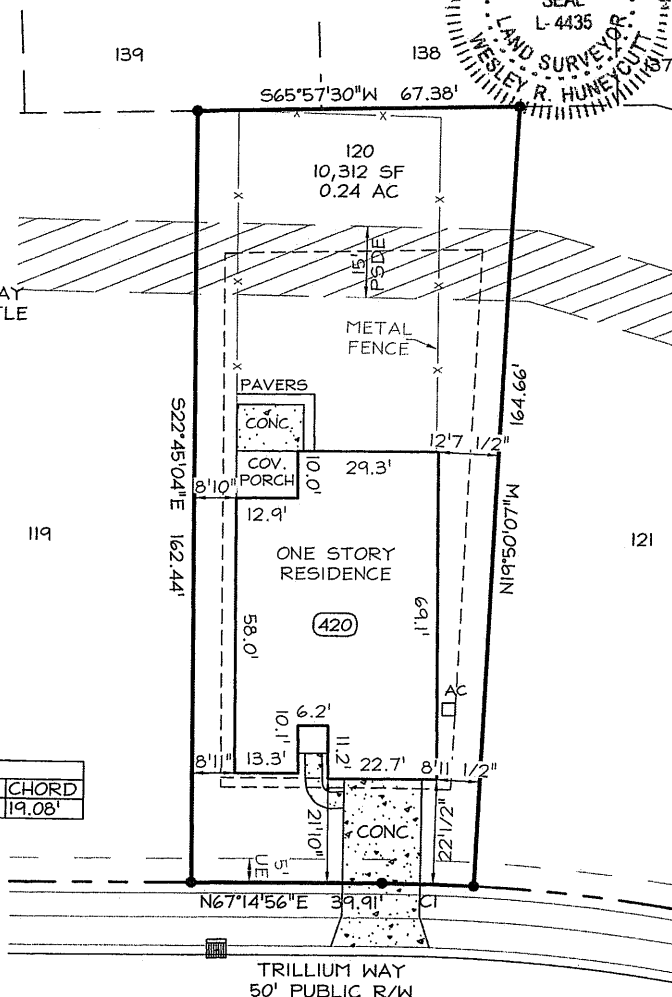 SEAL
L-4435
LAND SURVEYOR
WESLEY R. HUNEYCUTT
139
138
S65°57'30"W 67.38'
120
10,312 SF
0.24 AC
15'
PSDE
METAL
FENCE
PAVERS
CONC.
COV.
PORCH
10.0'
29.3'
12'7 1/2"
164.66'
N19°50'07"W
S22°45'04"E 162.44'
8'10"
12.9'
119
121
ONE STORY
RESIDENCE
420
58.0'
69.1'
AC
6.2'
10.1'
11.2'
8'11"
13.3'
22.7'
8'11 1/2"
CHORD
19.08'
21'10"
CONC.
22'1/2"
5'
UE
N67°14'56"E 39.91'
C1
TRILLIUM WAY
50' PUBLIC R/W